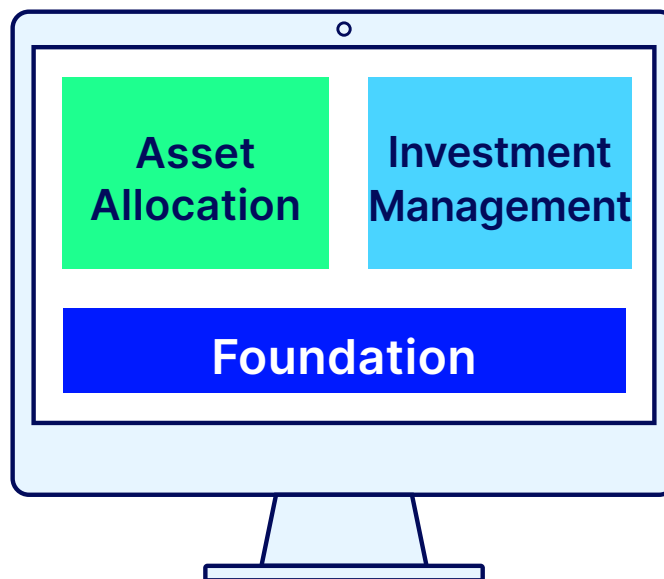 Asset
Allocation
Investment
Management
Foundation